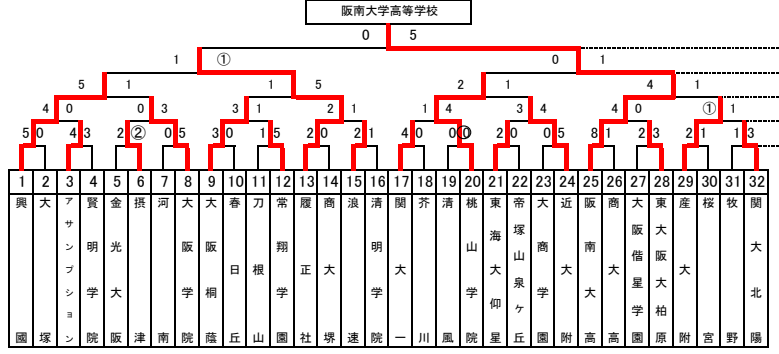 阪南大学高等学校
0 5
1 ① 0 1
5 1 1 5 2 1 4 1
4 0 0 3 3 1 2 1 1 4 3 4 4 0 ① 1
5 0 4 3 2 ② 0 5 3 0 1 5 2 0 2 1 4 0 0 0 2 0 0 5 8 1 2 3 2 1 1 3
1 2 3 4 5 6 7 8 9 10 11 12 13 14 15 16 17 18 19 20 21 22 23 24 25 26 27 28 29 30 31 32
興國
大塚
アサンプション
賢明学院
金光大阪
摂津
河南
大阪学院
大阪桐蔭
春日丘
刀根山
常翔学園
履正社
商大堺
浪速
清明学院
関大一
芥川
清風
桃山学院
東海大仰星
帝塚山泉ヶ丘
大商学園
近大附
阪南大高
商大高
大阪偕星学園
東大阪大柏原
産大附
桜宮
牧野
関大北陽